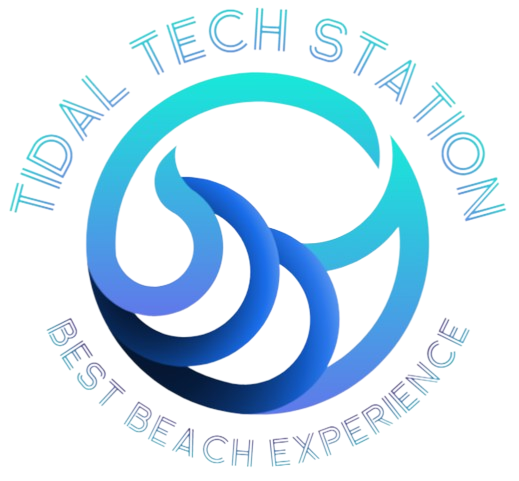 TIDAL TECH STATION
BEST BEACH EXPERIENCE